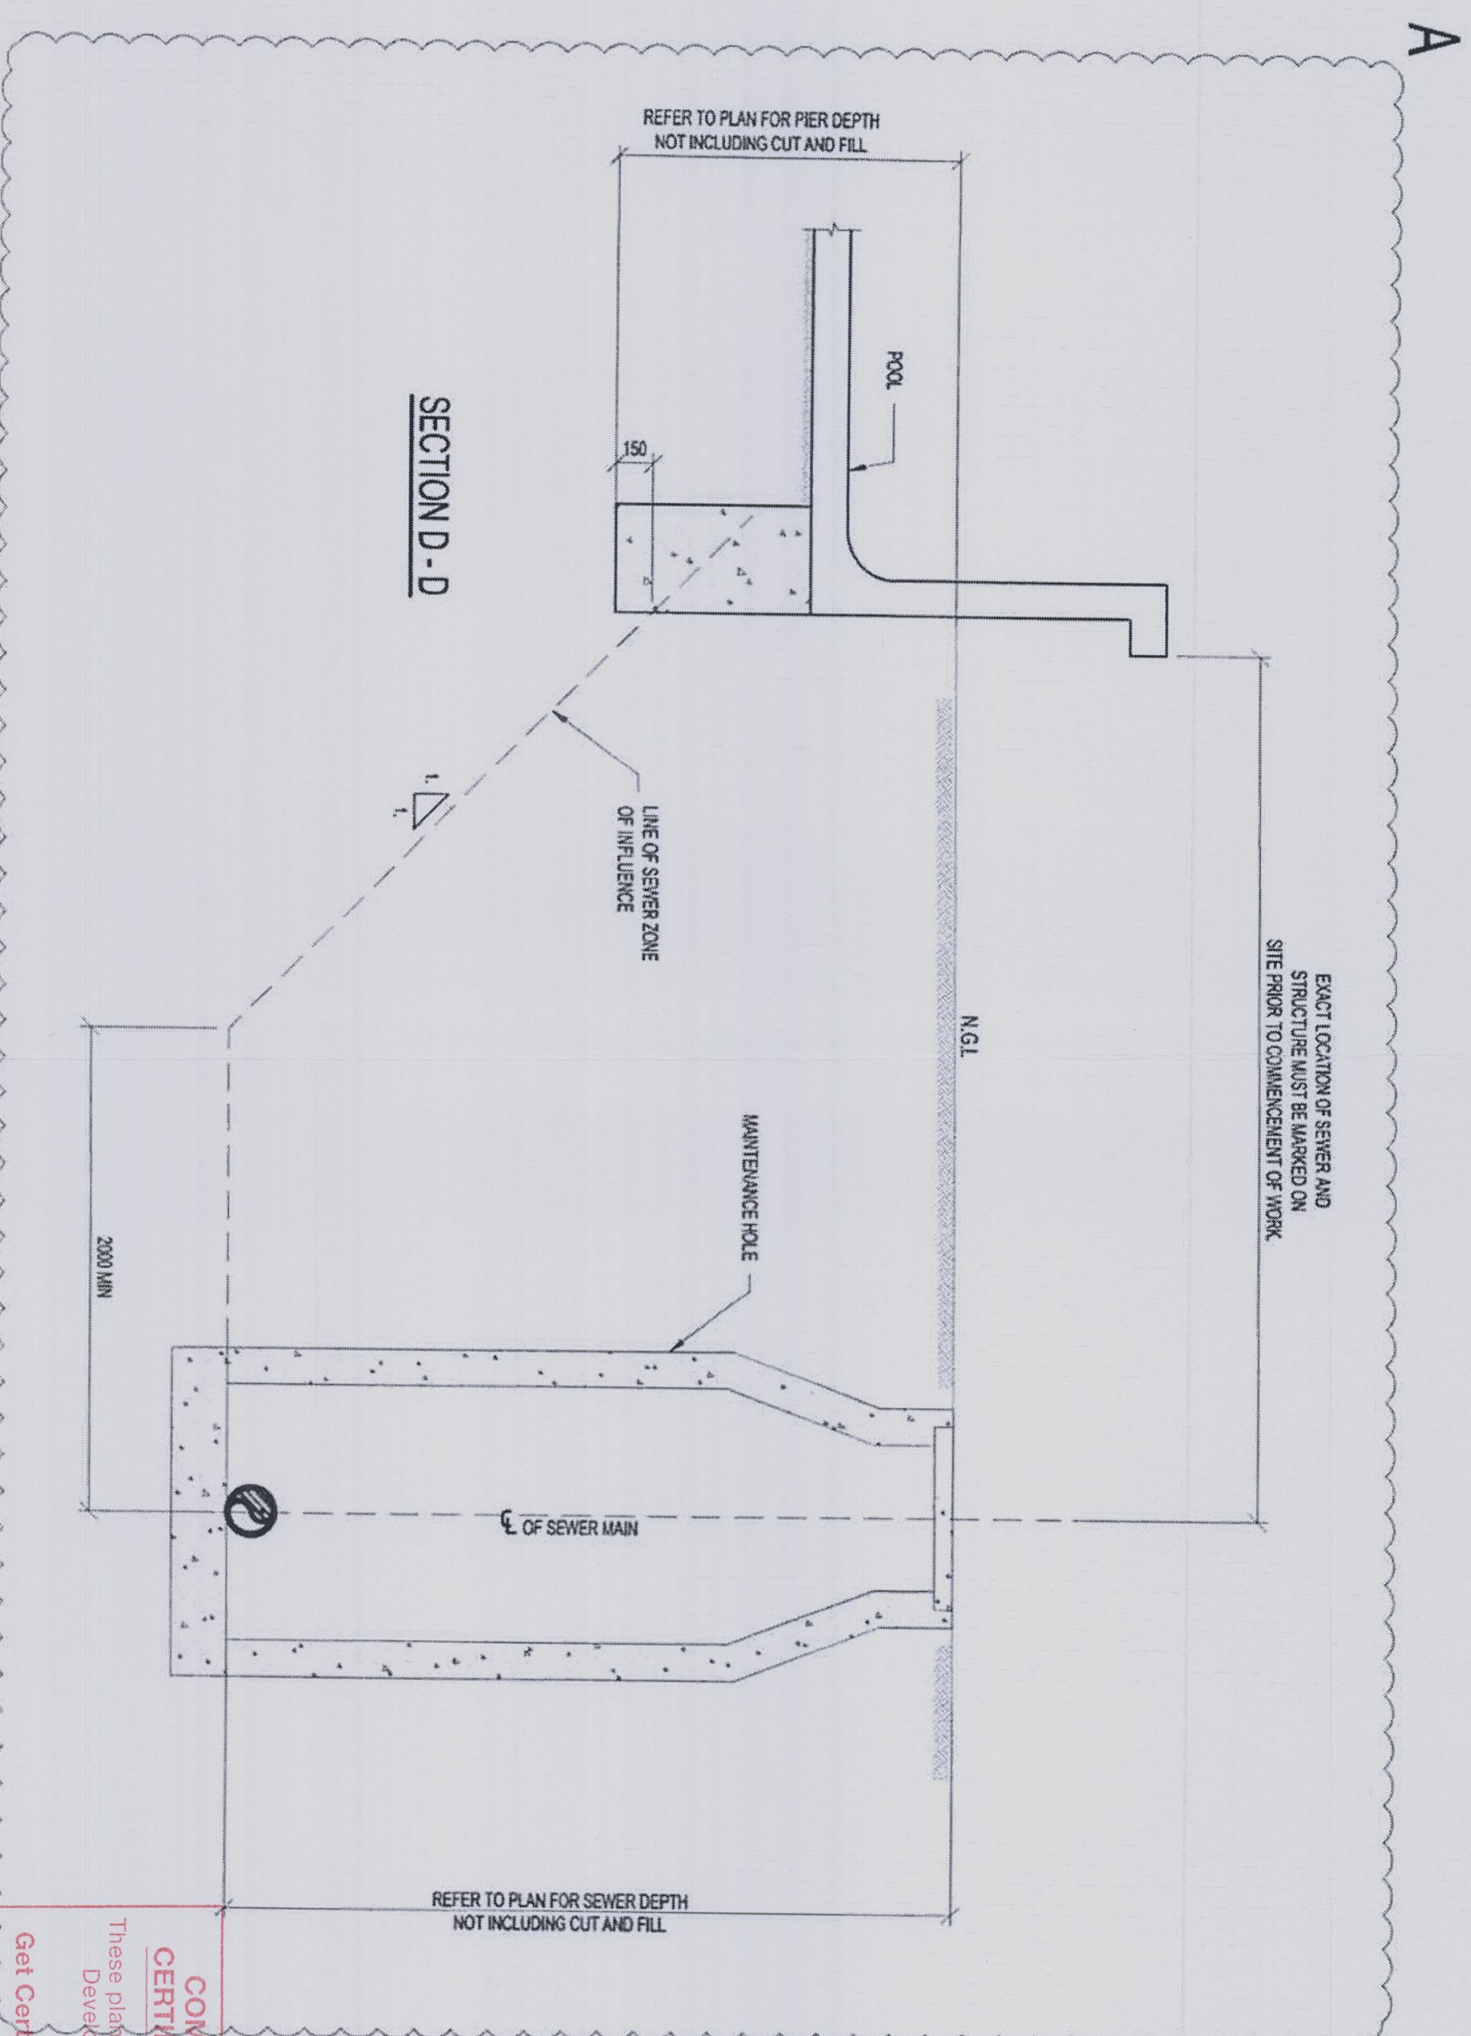 A
EXACT LOCATION OF SEWER AND
STRUCTURE MUST BE MARKED ON
SITE PRIOR TO COMMENCEMENT OF WORK.
REFER TO PLAN FOR PIER DEPTH
NOT INCLUDING CUT AND FILL
POOL
N.G.L
150
LINE OF SEWER ZONE
OF INFLUENCE
MAINTENANCE HOLE
1.
1.
SECTION D - D
℄ OF SEWER MAIN
REFER TO PLAN FOR SEWER DEPTH
NOT INCLUDING CUT AND FILL
2000 MIN
These
Get